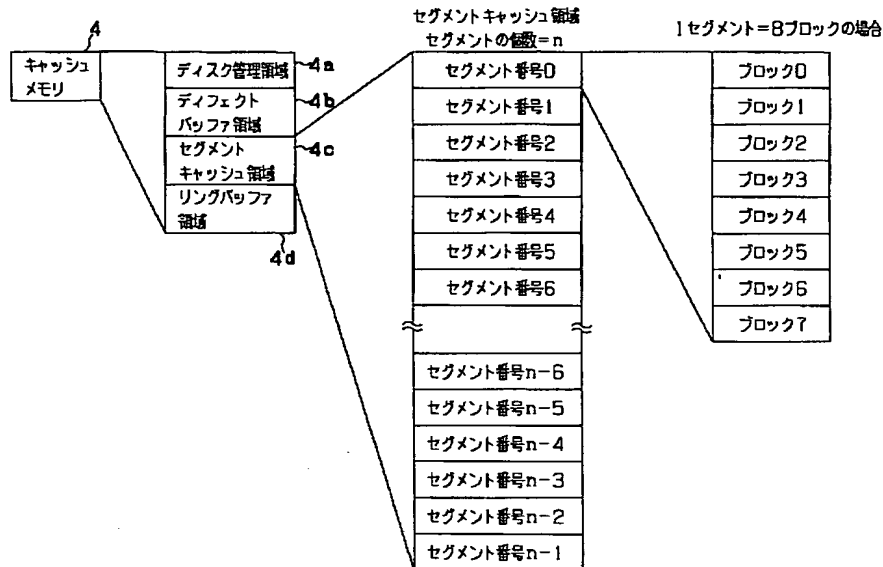 4
キャッシュ
メモリ
ディスク管理領域
4a
ディフェクト
バッファ領域
4b
セグメント
キャッシュ領域
4c
リングバッファ
領域
4d
セグメントキャッシュ領域
セグメントの個数=n
セグメント番号0
セグメント番号1
セグメント番号2
セグメント番号3
セグメント番号4
セグメント番号5
セグメント番号6
セグメント番号n-6
セグメント番号n-5
セグメント番号n-4
セグメント番号n-3
セグメント番号n-2
セグメント番号n-1
1セグメント=8ブロックの場合
ブロック0
ブロック1
ブロック2
ブロック3
ブロック4
ブロック5
ブロック6
ブロック7